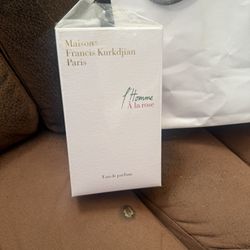 Maison
Francis Kurkdjian
Paris
l'Homme
À la rose
Eau de parfum